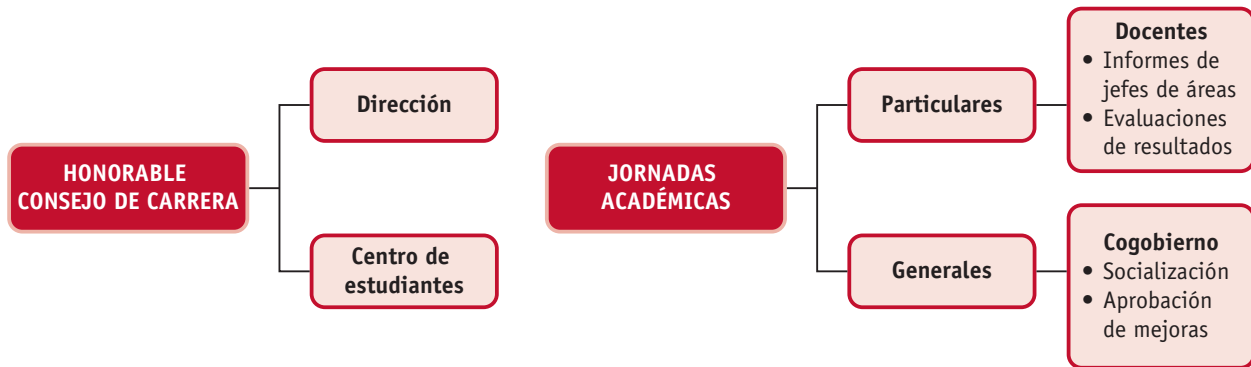 HONORABLE
CONSEJO DE CARRERA
Dirección
Centro de
estudiantes
JORNADAS
ACADÉMICAS
Particulares
Docentes
• Informes de
jefes de áreas
• Evaluaciones
de resultados
Generales
Cogobierno
• Socialización
• Aprobación
de mejoras